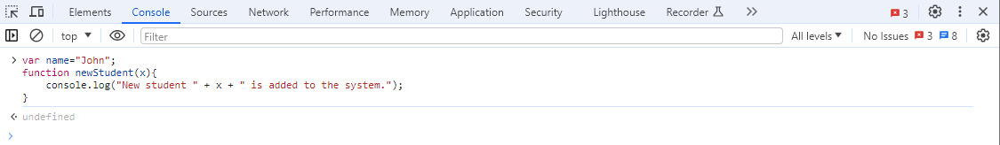 Elements Console Sources Network Performance Memory Application Security Lighthouse Recorder 3
top Filter All levels No Issues 3 8
var name="John";
function newStudent(x){
    console.log("New student " + x + " is added to the system.");
}
undefined